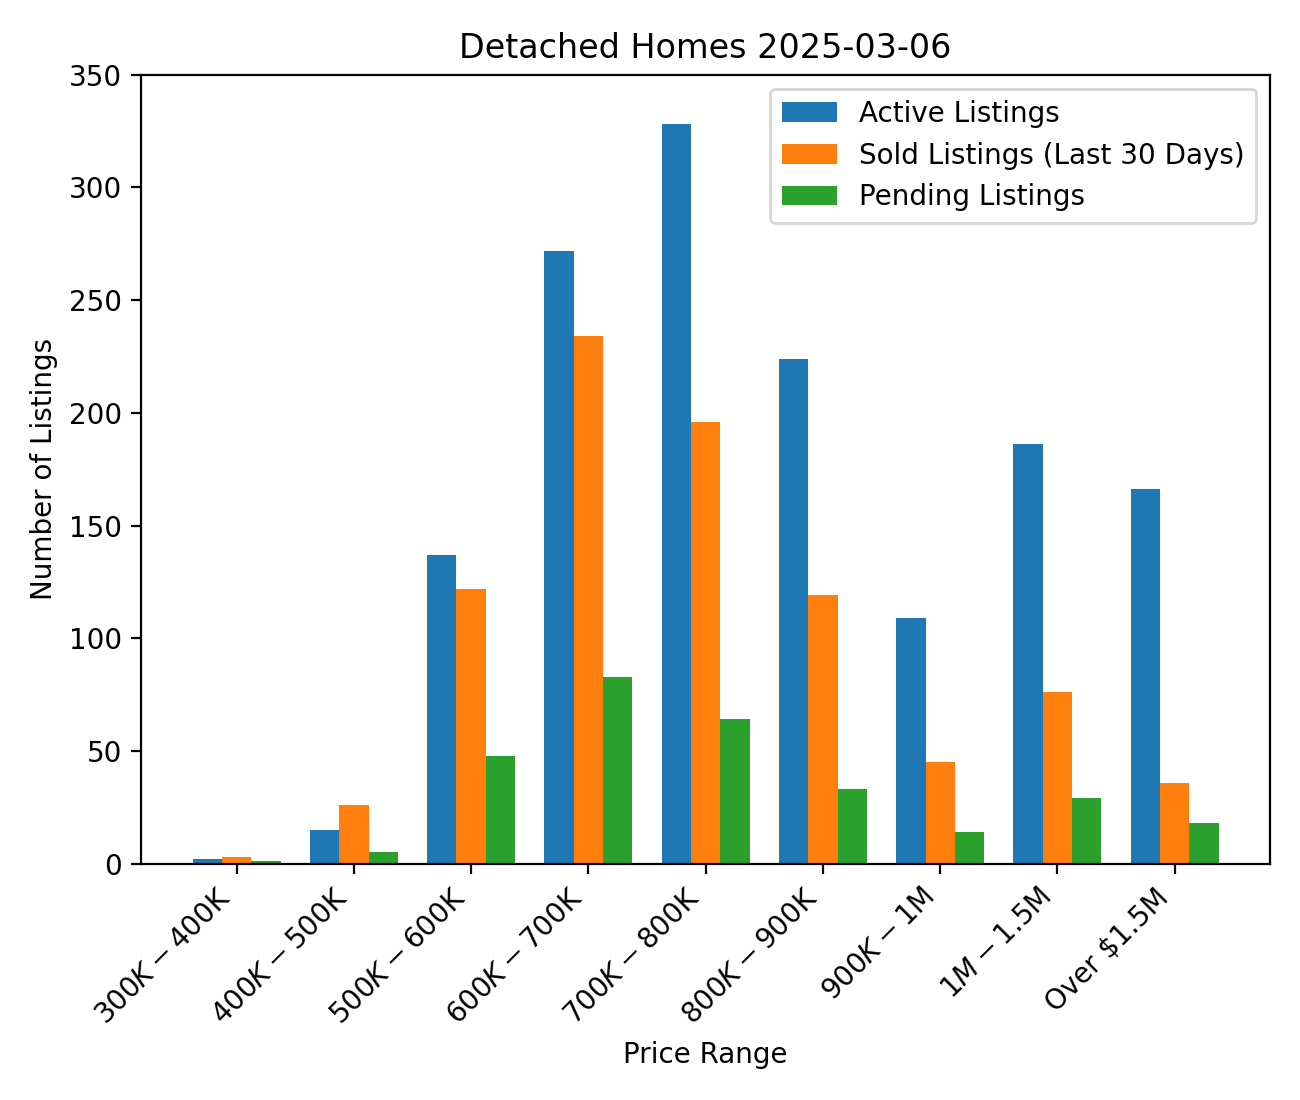 Detached Homes 2025-03-06
350
300
250
200
150
100
50
0
Number of Listings
Active Listings
Sold Listings (Last 30 Days)
Pending Listings
300K − 400K
400K − 500K
500K − 600K
600K − 700K
700K − 800K
800K − 900K
900K − 1M
1M − 1.5M
Over $1.5M
Price Range